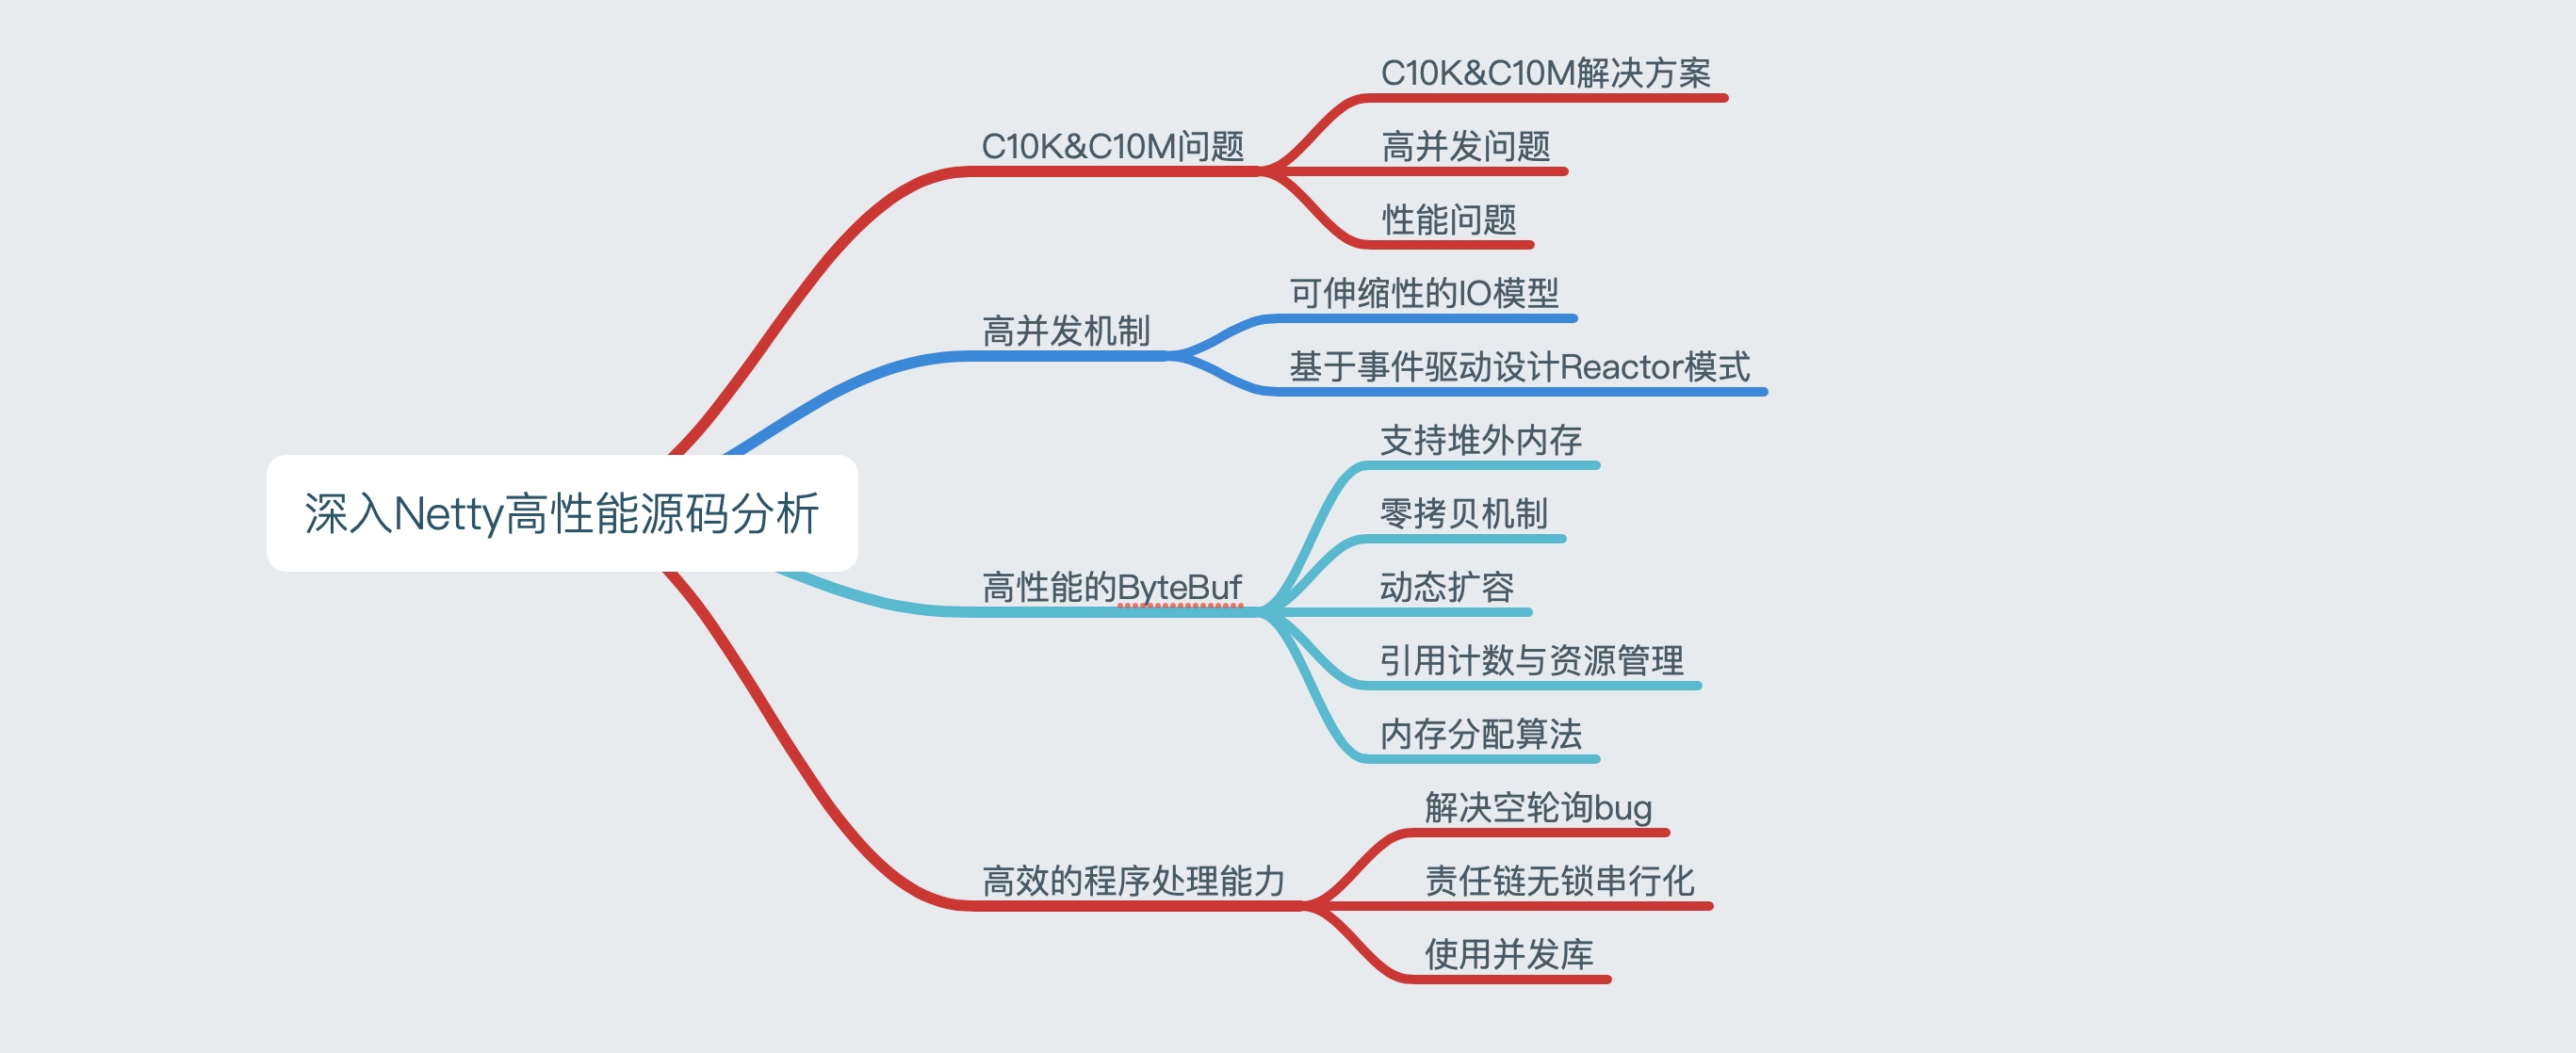 深入Netty高性能源码分析
C10K&C10M问题
C10K&C10M解决方案
高并发问题
性能问题
高并发机制
可伸缩性的IO模型
基于事件驱动设计Reactor模式
高性能的ByteBuf
支持堆外内存
零拷贝机制
动态扩容
引用计数与资源管理
内存分配算法
高效的程序处理能力
解决空轮询bug
责任链无锁串行化
使用并发库